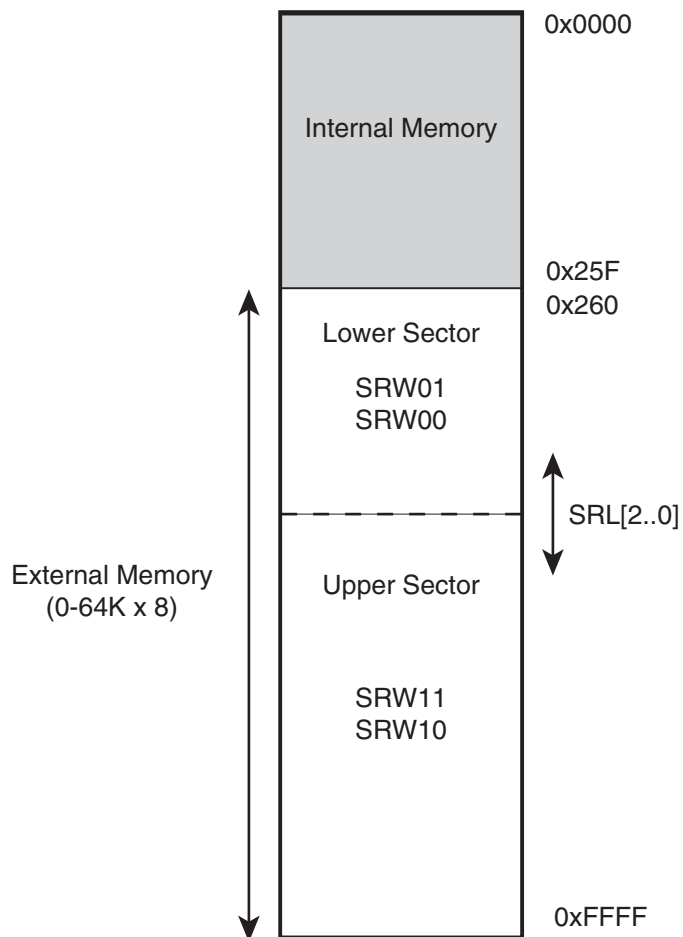 0x0000
Internal Memory
0x25F
0x260
Lower Sector
SRW01
SRW00
SRL[2..0]
External Memory
(0-64K x 8)
Upper Sector
SRW11
SRW10
0xFFFF